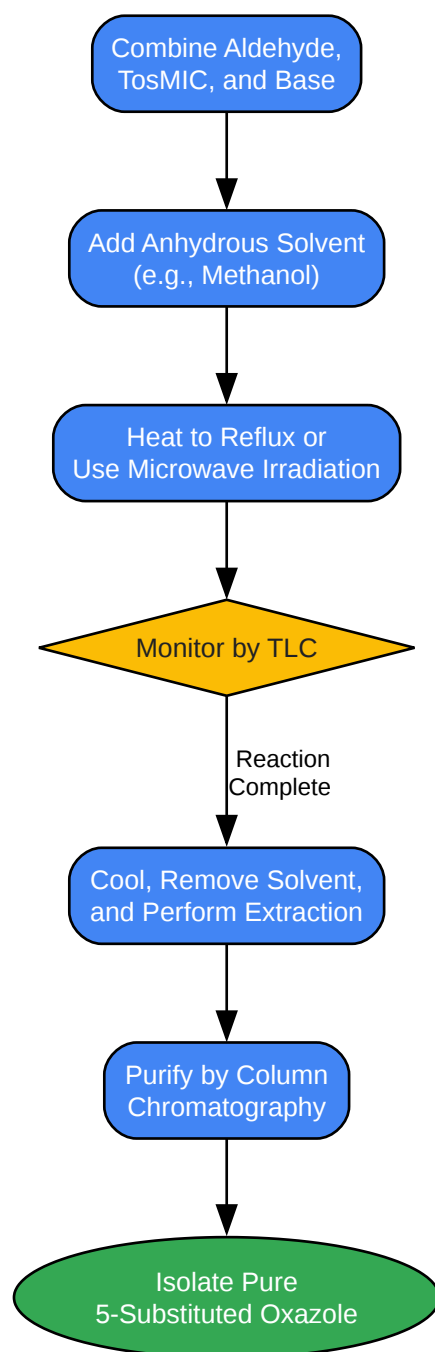 Combine Aldehyde,
TosMIC, and Base
Add Anhydrous Solvent
(e.g., Methanol)
Heat to Reflux or
Use Microwave Irradiation
Monitor by TLC
Reaction
Complete
Cool, Remove Solvent,
and Perform Extraction
Purify by Column
Chromatography
Isolate Pure
5-Substituted Oxazole